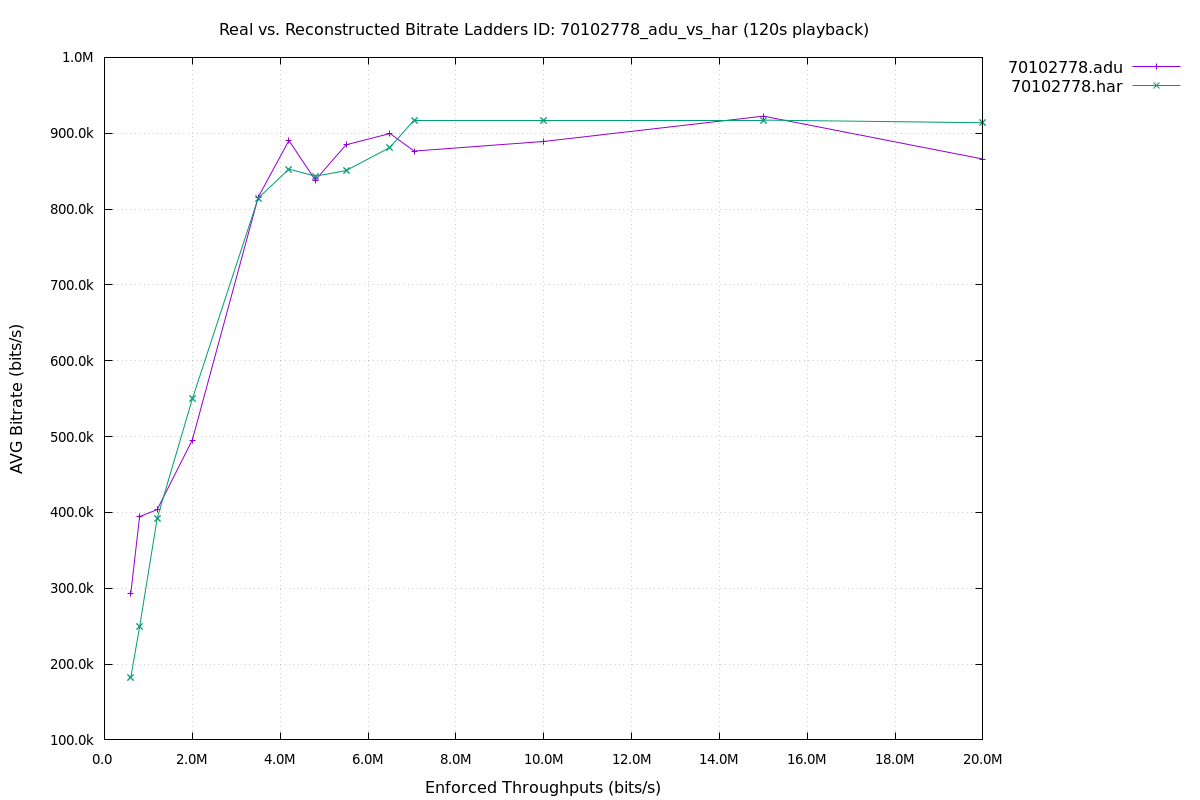 Real vs. Reconstructed Bitrate Ladders ID: 70102778_adu_vs_har (120s playback)
70102778.adu
70102778.har
1.0M
900.0k
800.0k
700.0k
600.0k
500.0k
400.0k
300.0k
200.0k
100.0k
AVG Bitrate (bits/s)
0.0 2.0M 4.0M 6.0M 8.0M 10.0M 12.0M 14.0M 16.0M 18.0M 20.0M
Enforced Throughputs (bits/s)